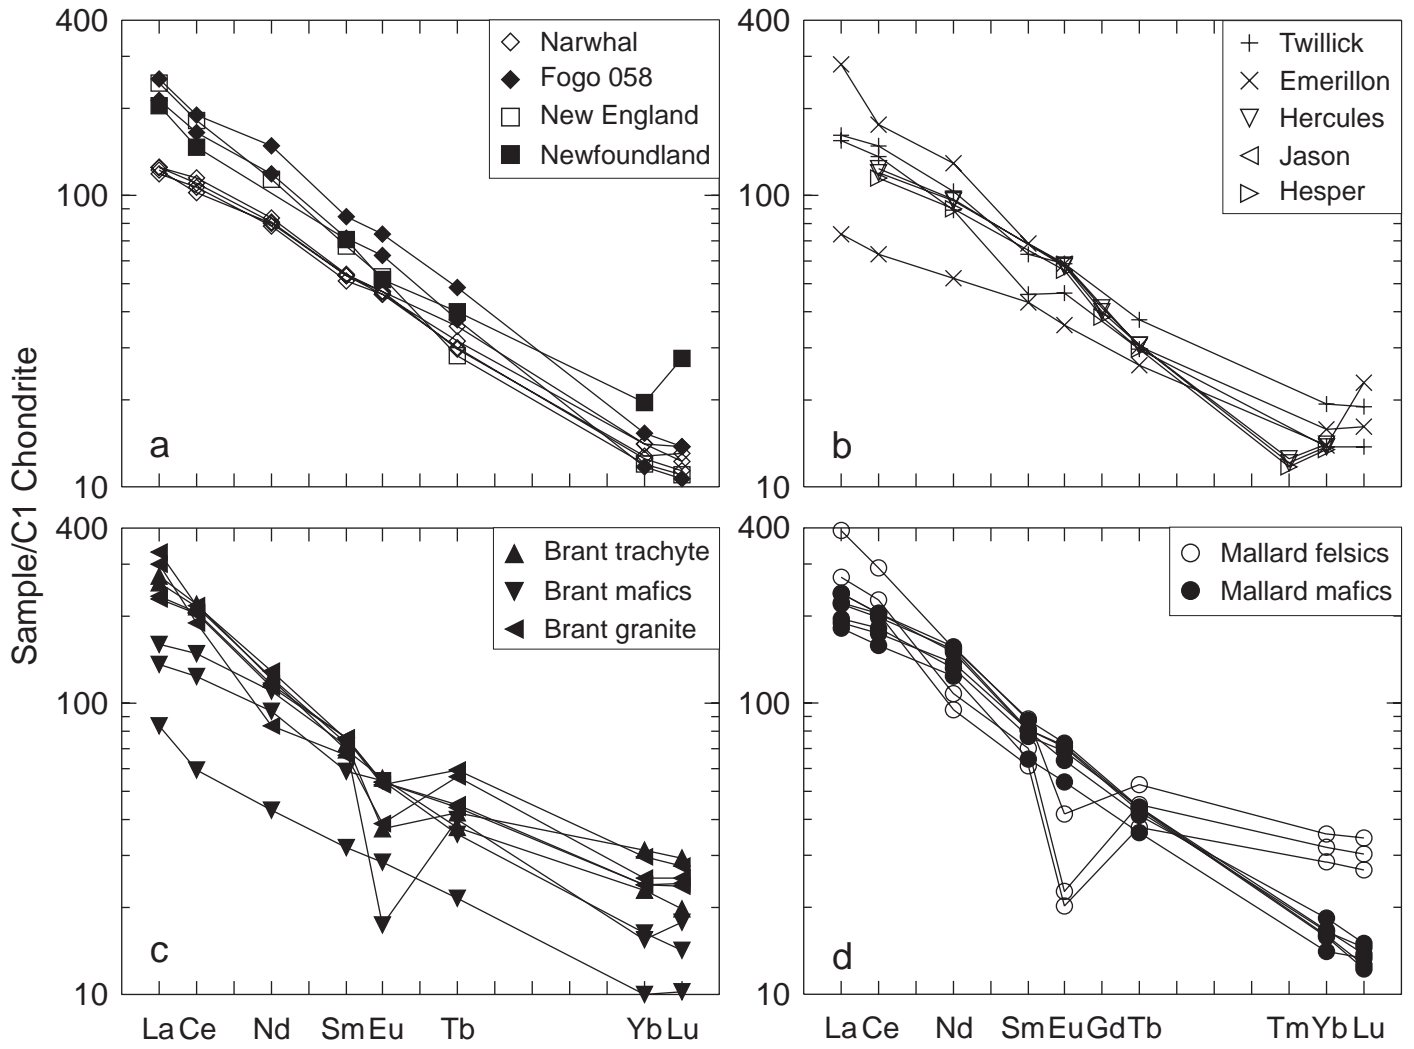 Sample/C1 Chondrite
400
100
10
Narwhal
Fogo 058
New England
Newfoundland
a
400
100
10
Twillick
Emerillon
Hercules
Jason
Hesper
b
400
100
10
Brant trachyte
Brant mafics
Brant granite
c
La Ce Nd Sm Eu Tb Yb Lu
400
100
10
Mallard felsics
Mallard mafics
d
La Ce Nd Sm Eu Gd Tb Tm Yb Lu